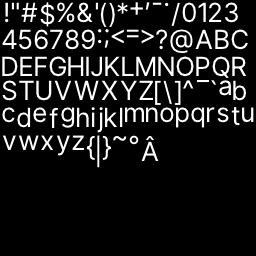 !"#$%&'()*+′-·/0123
456789:;<=>?@ABC
DEFGHIJKLMNOPQR
STUVWXYZ[\]^¯`ab
cdefghijklmnopqrstu
vwxyz{|}~°Â